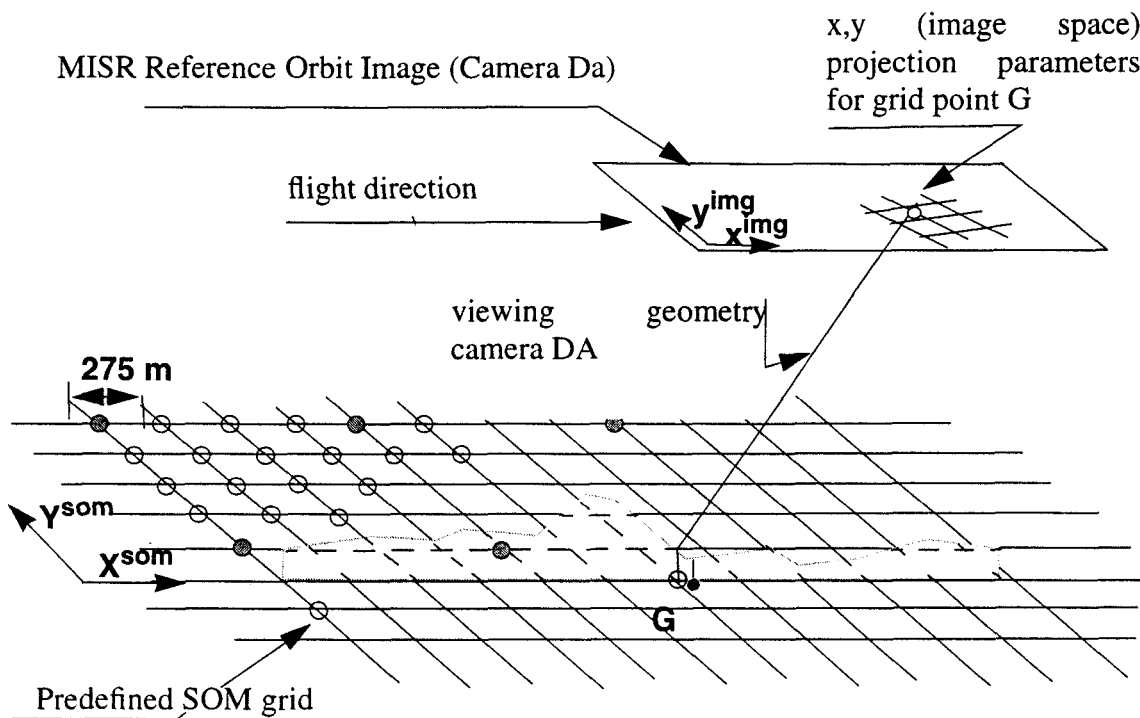 x,y (image space)
projection parameters
for grid point G
MISR Reference Orbit Image (Camera Da)
flight direction
y^img
x^img
viewing geometry
camera DA
275 m
Y^som
X^som
G
Predefined SOM grid